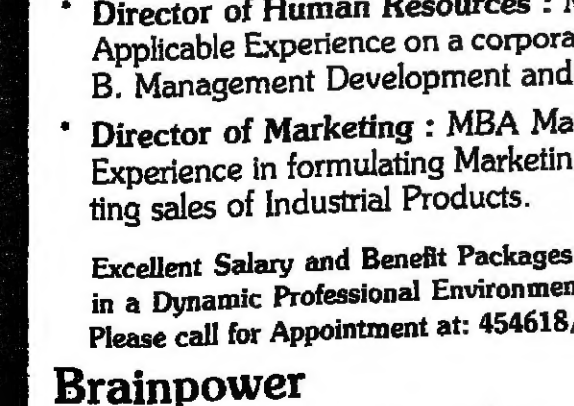 * Director of Human Resources :
Applicable Experience on a corpora
B. Management Development and
* Director of Marketing : MBA Ma
Experience in formulating Marketin
ting sales of Industrial Products.
Excellent Salary and Benefit Packages
in a Dynamic Professional Environmen
Please call for Appointment at: 454618,
Brainpower